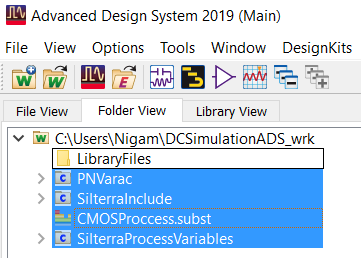 Advanced Design System 2019 (Main)
File View Options Tools Window DesignKits
File View Folder View Library View
C:\Users\Nigam\DCSimulationADS_wrk
LibraryFiles
PNVarac
SilterraInclude
CMOSProccess.subst
SilterraProcessVariables